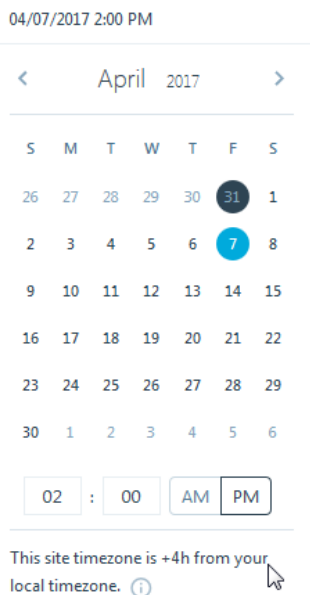 04/07/2017 2:00 PM
April 2017
S M T W T F S
26 27 28 29 30 31 1
2 3 4 5 6 7 8
9 10 11 12 13 14 15
16 17 18 19 20 21 22
23 24 25 26 27 28 29
30 1 2 3 4 5 6
02 : 00 AM PM
This site timezone is +4h from your
local timezone.